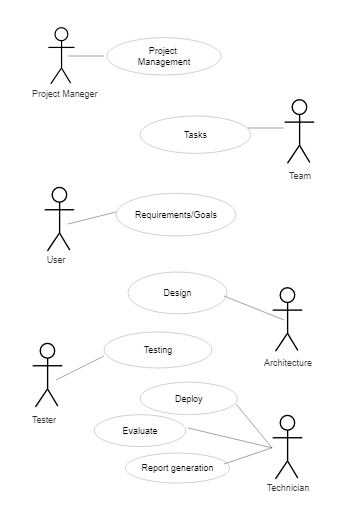 Project
Management
Project Maneger
Tasks
Team
Requirements/Goals
User
Design
Testing
Architecture
Deploy
Tester
Evaluate
Report generation
Technician